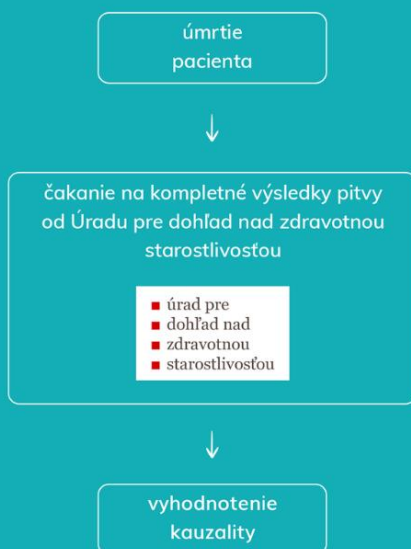 úmrtie
pacienta
čakanie na kompletné výsledky pitvy
od Úradu pre dohľad nad zdravotnou
starostlivosťou
úrad pre
dohľad nad
zdravotnou
starostlivosťou
vyhodnotenie
kauzality